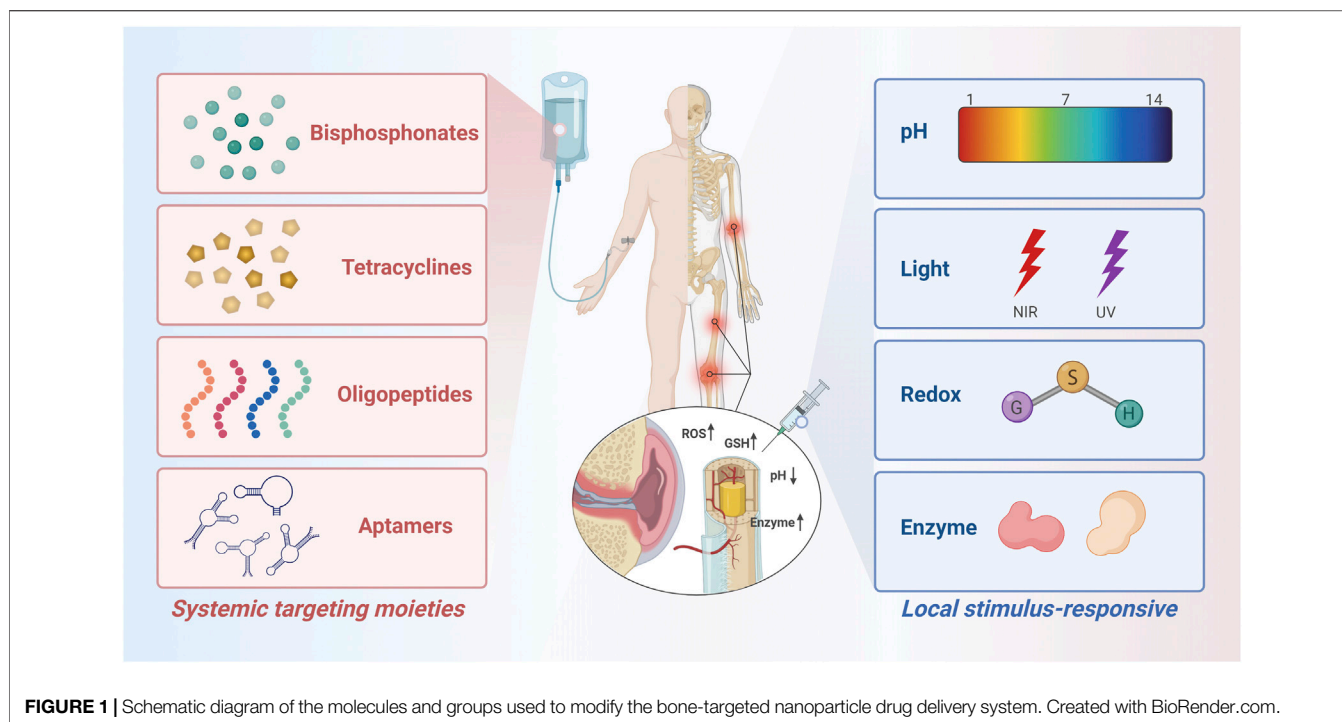 Bisphosphonates
Tetracyclines
Oligopeptides
Aptamers
Systemic targeting moieties
ROS↑
GSH↑
pH↓
Enzyme↑
pH
1 7 14
Light
NIR UV
Redox
G S H
Enzyme
Local stimulus-responsive
FIGURE 1 | Schematic diagram of the molecules and groups used to modify the bone-targeted nanoparticle drug delivery system. Created with BioRender.com.